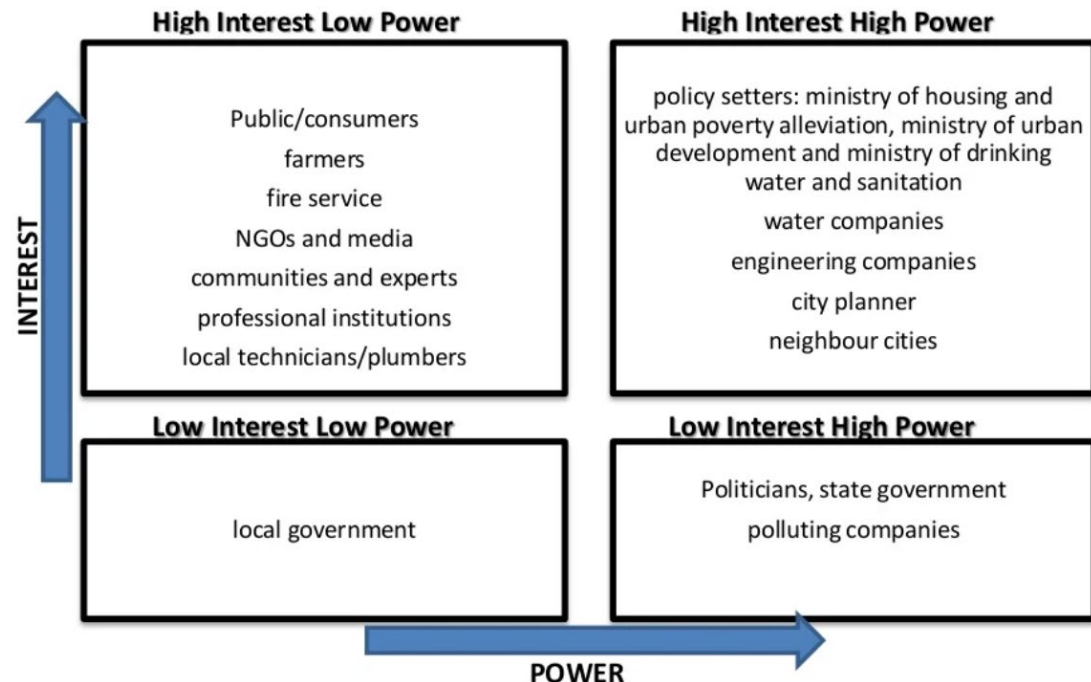 High Interest Low Power
Public/consumers
farmers
fire service
NGOs and media
communities and experts
professional institutions
local technicians/plumbers
High Interest High Power
policy setters: ministry of housing and
urban poverty alleviation, ministry of urban
development and ministry of drinking
water and sanitation
water companies
engineering companies
city planner
neighbour cities
INTEREST
Low Interest Low Power
local government
Low Interest High Power
Politicians, state government
polluting companies
POWER